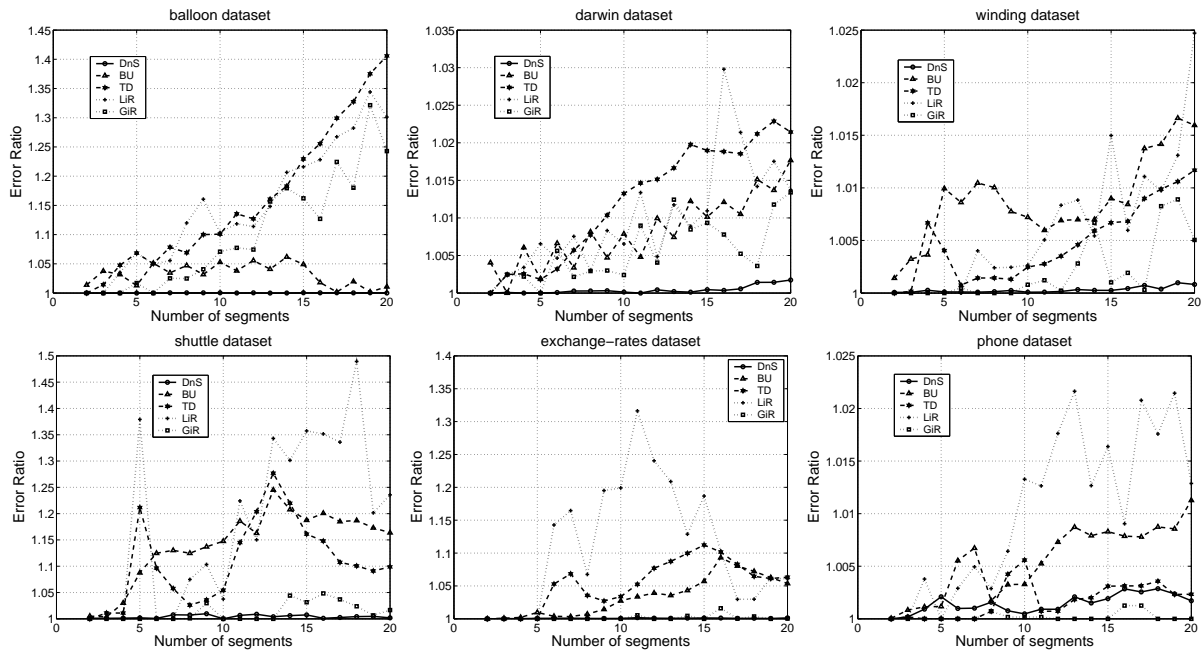 balloon dataset
1.45
1.4
1.35
1.3
1.25
1.2
1.15
1.1
1.05
1
Error Ratio
DnS
BU
TD
LiR
GiR
0 5 10 15 20
Number of segments
darwin dataset
1.035
1.03
1.025
1.02
1.015
1.01
1.005
1
Error Ratio
DnS
BU
TD
LiR
GiR
0 5 10 15 20
Number of segments
winding dataset
1.025
1.02
1.015
1.01
1.005
1
Error Ratio
DnS
BU
TD
LiR
GiR
0 5 10 15 20
Number of segments
shuttle dataset
1.5
1.45
1.4
1.35
1.3
1.25
1.2
1.15
1.1
1.05
1
Error Ratio
DnS
BU
TD
LiR
GiR
0 5 10 15 20
Number of segments
exchange−rates dataset
1.4
1.35
1.3
1.25
1.2
1.15
1.1
1.05
1
Error Ratio
DnS
BU
TD
LiR
GiR
0 5 10 15 20
Number of segments
phone dataset
1.025
1.02
1.015
1.01
1.005
1
Error Ratio
DnS
BU
TD
LiR
GiR
0 5 10 15 20
Number of segments